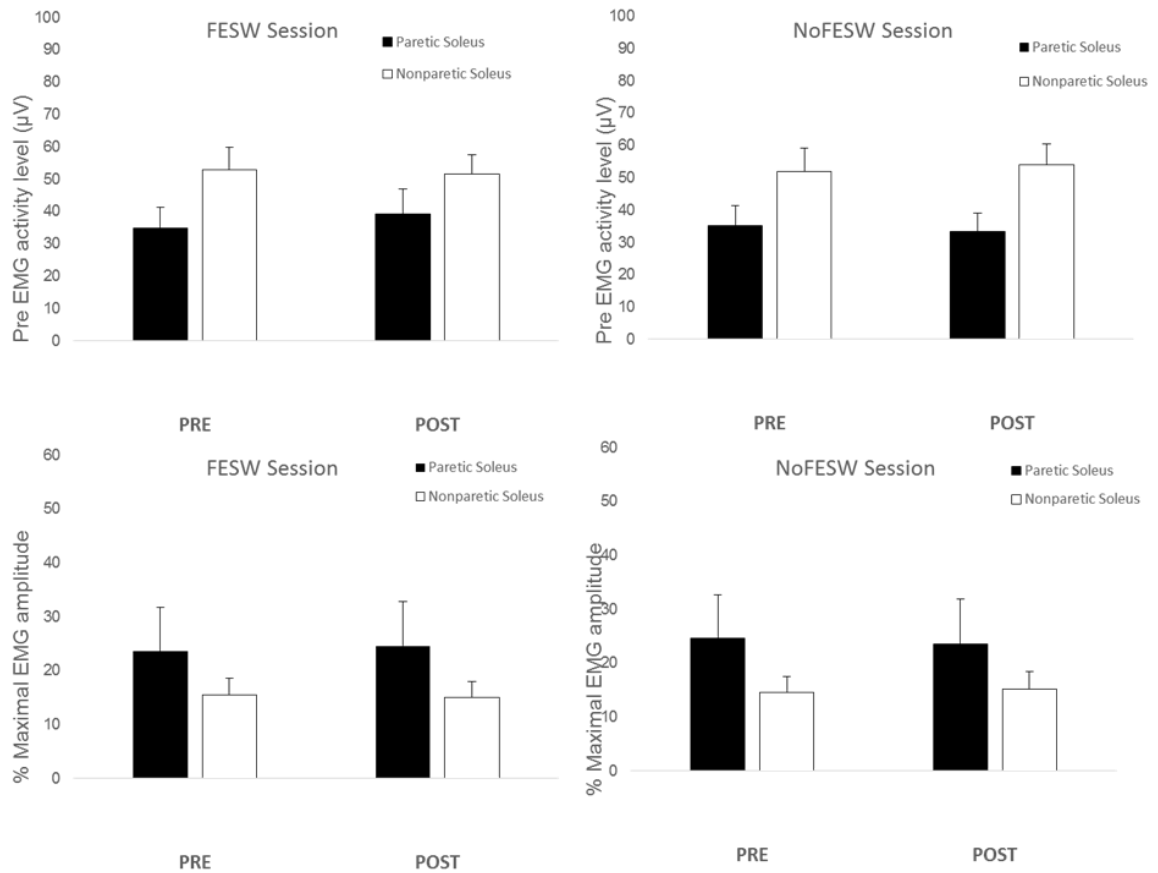 FESW Session
Paretic Soleus
Nonparetic Soleus
Pre EMG activity level (µV)
100
90
80
70
60
50
40
30
20
10
0
PRE
POST
NoFESW Session
Paretic Soleus
Nonparetic Soleus
Pre EMG activity level (µV)
100
90
80
70
60
50
40
30
20
10
0
PRE
POST
FESW Session
Paretic Soleus
Nonparetic Soleus
% Maximal EMG amplitude
60
50
40
30
20
10
0
PRE
POST
NoFESW Session
Paretic Soleus
Nonparetic Soleus
% Maximal EMG amplitude
60
50
40
30
20
10
0
PRE
POST